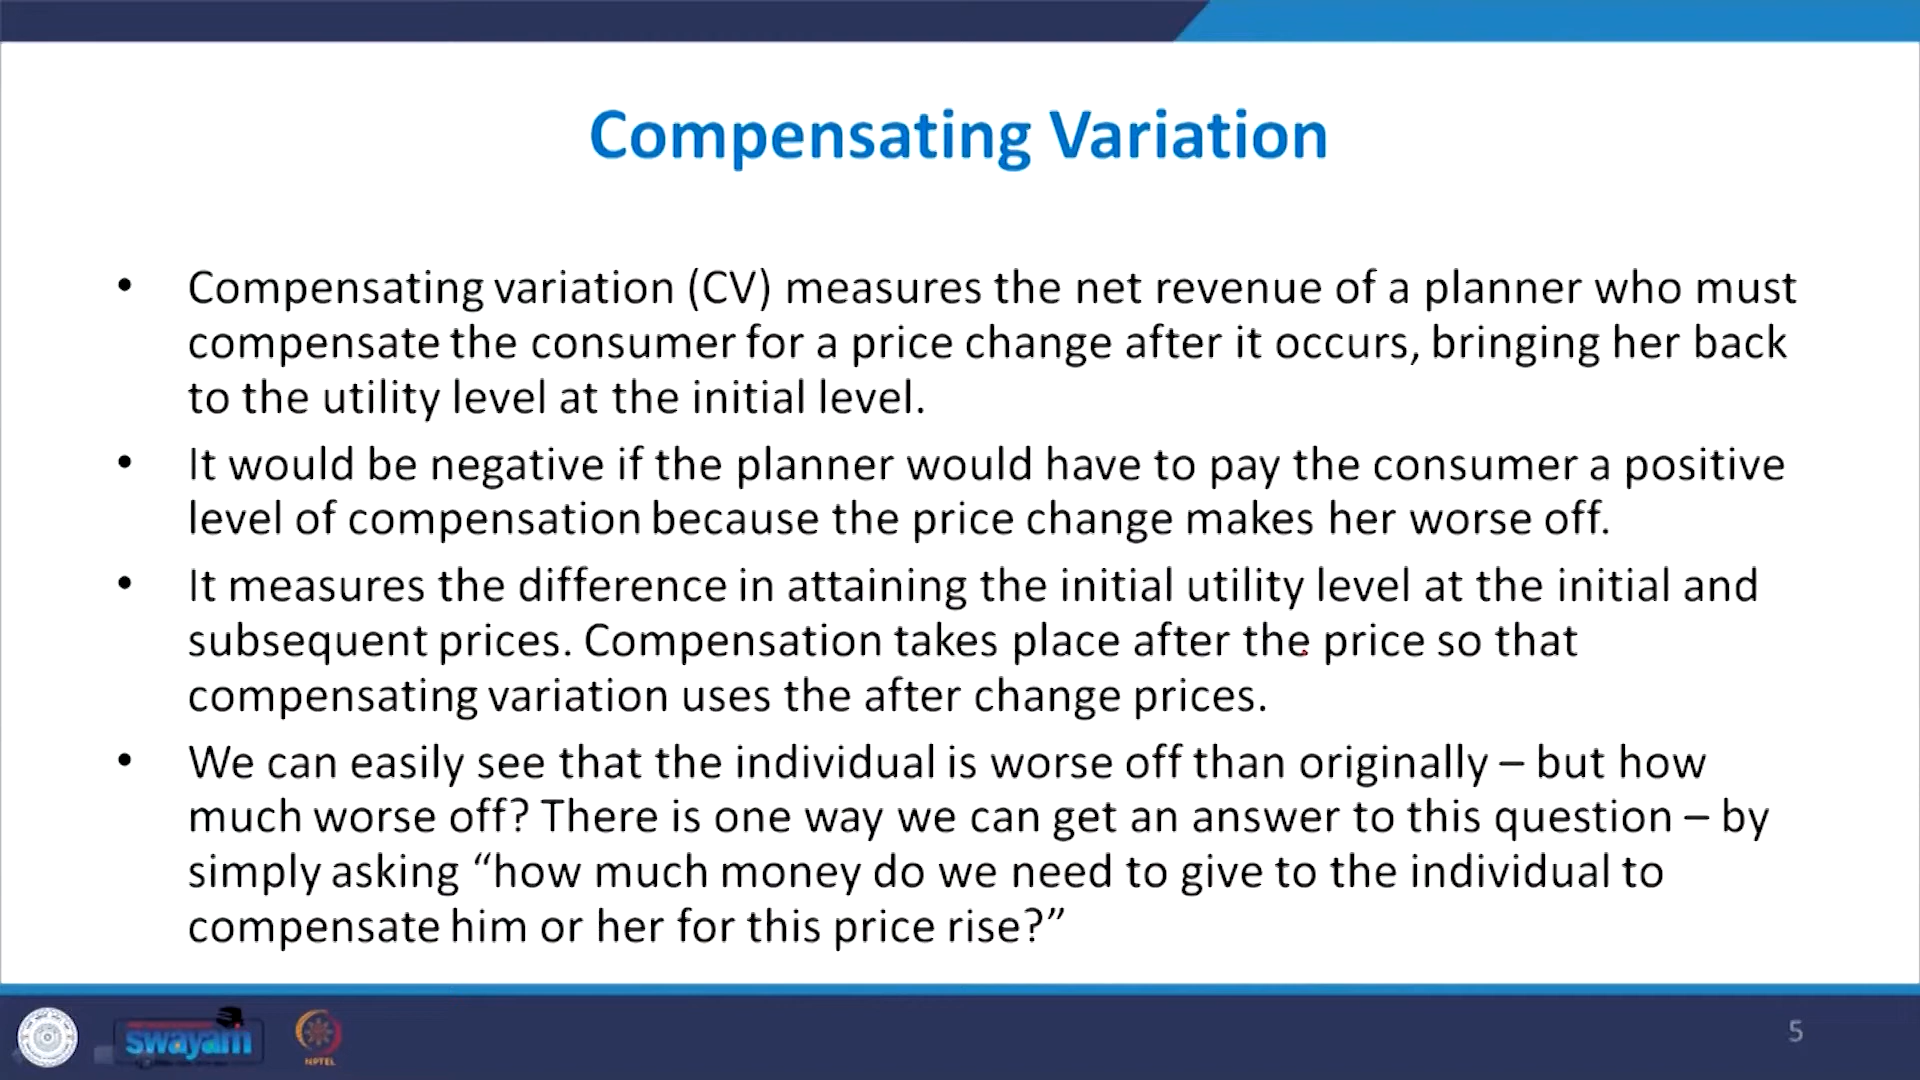 Compensating Variation
• Compensating variation (CV) measures the net revenue of a planner who must
compensate the consumer for a price change after it occurs, bringing her back
to the utility level at the initial level.
• It would be negative if the planner would have to pay the consumer a positive
level of compensation because the price change makes her worse off.
• It measures the difference in attaining the initial utility level at the initial and
subsequent prices. Compensation takes place after the price so that
compensating variation uses the after change prices.
• We can easily see that the individual is worse off than originally – but how
much worse off? There is one way we can get an answer to this question – by
simply asking “how much money do we need to give to the individual to
compensate him or her for this price rise?”
swayam
NPTEL
5